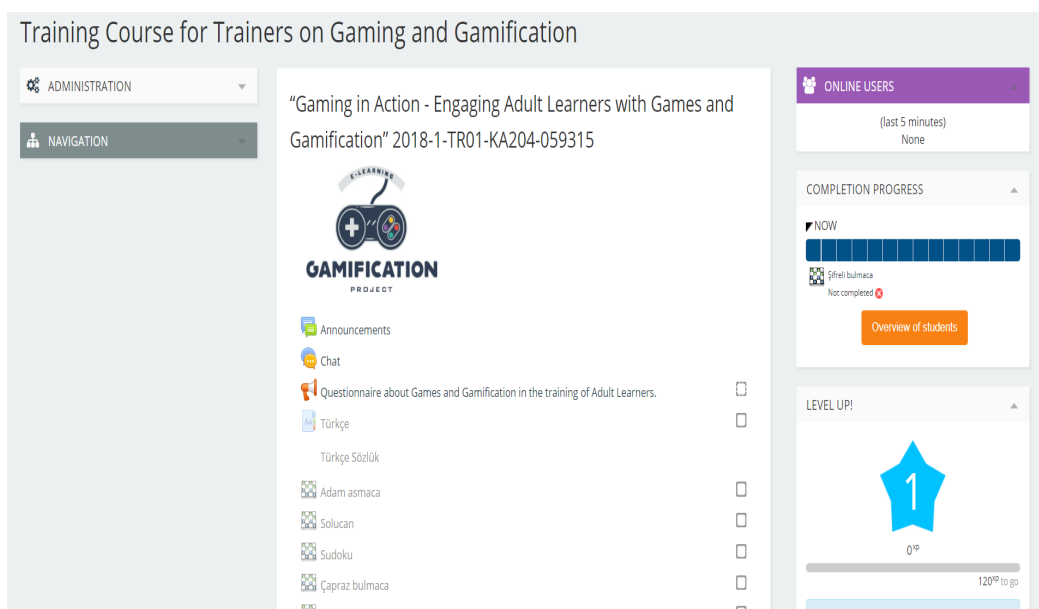 Training Course for Trainers on Gaming and Gamification
ADMINISTRATION
NAVIGATION
“Gaming in Action - Engaging Adult Learners with Games and
Gamification” 2018-1-TR01-KA204-059315
E-LEARNING
GAMIFICATION
PROJECT
Announcements
Chat
Questionnaire about Games and Gamification in the training of Adult Learners.
Türkçe
Türkçe Sözlük
Adam asmaca
Solucan
Sudoku
Çapraz bulmaca
ONLINE USERS
(last 5 minutes)
None
COMPLETION PROGRESS
NOW
Şifreli bulmaca
Not completed
Overview of students
LEVEL UP!
1
0xp
120xp to go